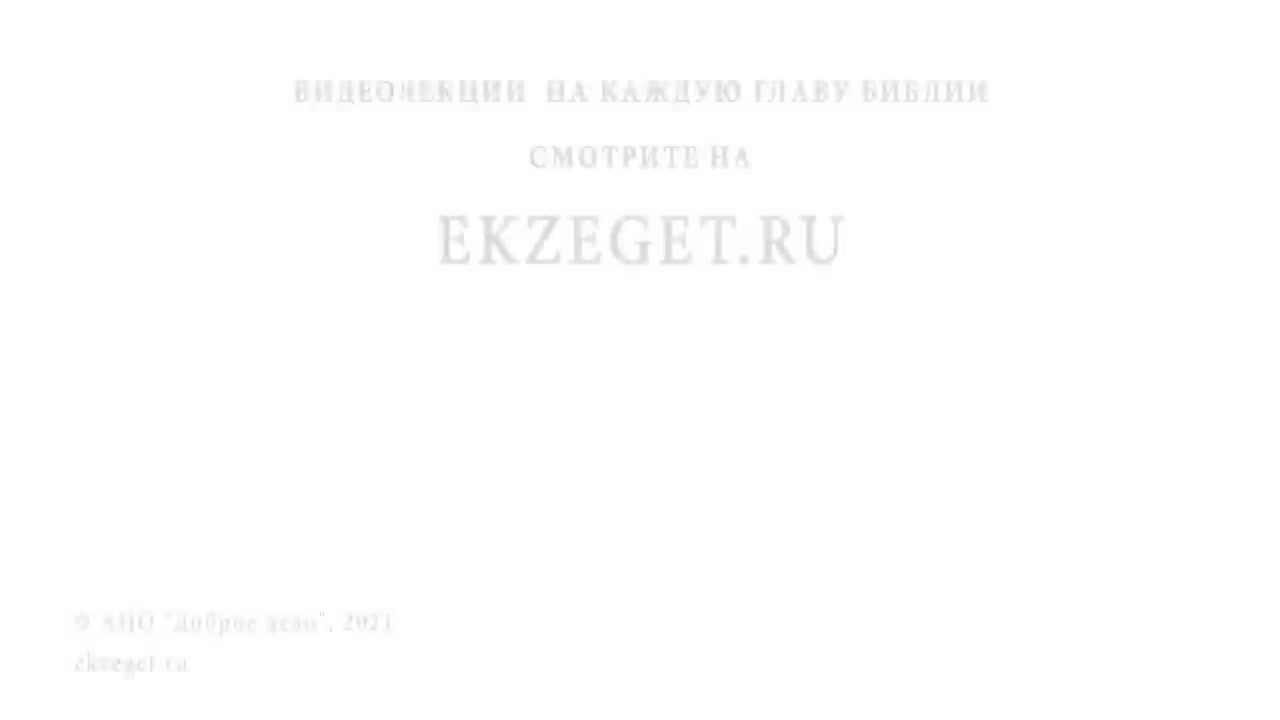 ВИДЕОЛЕКЦИИ НА КАЖДУЮ ГЛАВУ БИБЛИИ
СМОТРИТЕ НА
EKZEGET.RU
© АНО "Доброе дело", 2021
ekzeget.ru